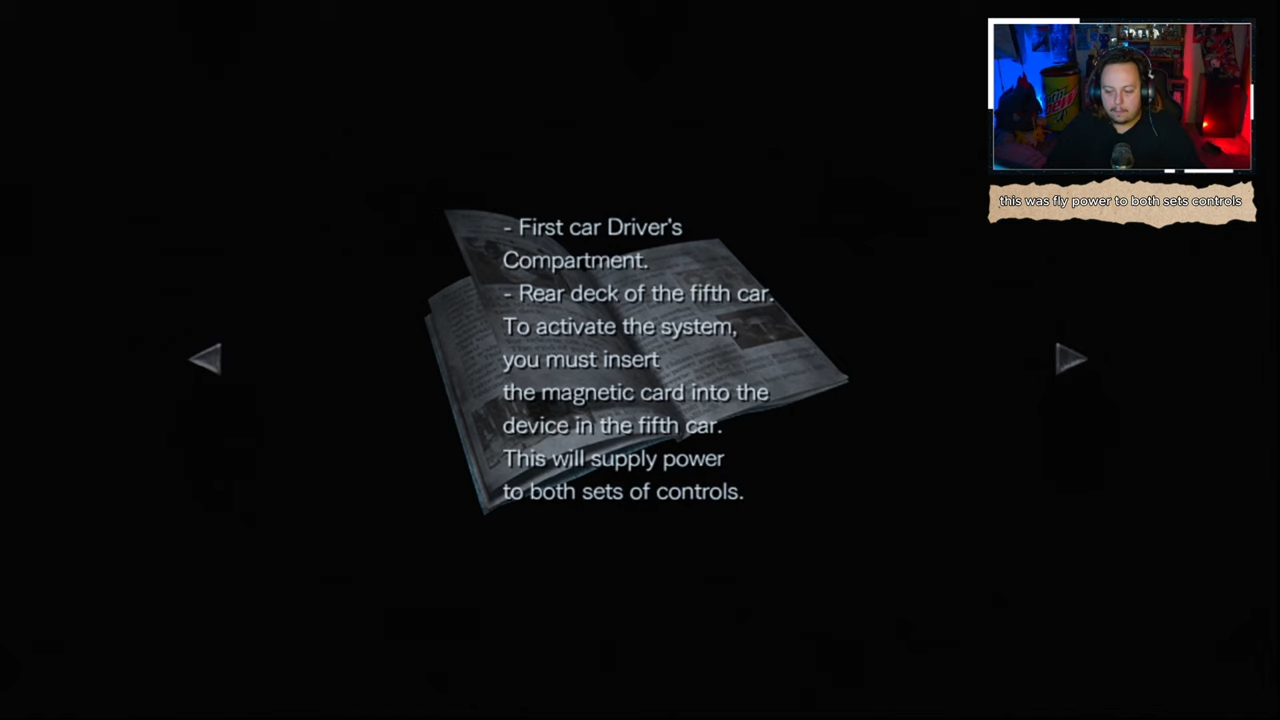 - First car Driver's
Compartment.
- Rear deck of the fifth car.
To activate the system,
you must insert
the magnetic card into the
device in the fifth car.
This will supply power
to both sets of controls.
this was fly power to both sets controls